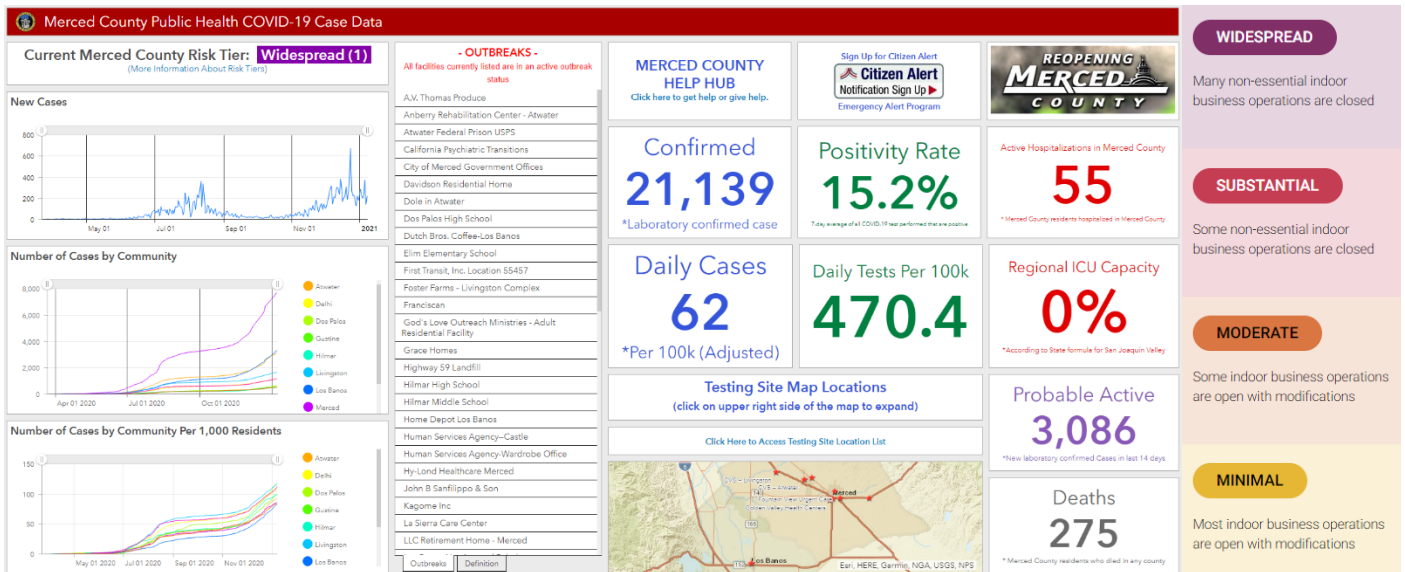 Merced County Public Health COVID-19 Case Data
Current Merced County Risk Tier: Widespread (1)
(More Information About Risk Tiers)
New Cases
800
600
400
200
0
May 01
Jul 01
Sep 01
Nov 01
2021
Number of Cases by Community
8,000
6,000
4,000
2,000
0
Apr 01 2020
Jul 01 2020
Oct 01 2020
Atwater
Delhi
Dos Palos
Gustine
Hilmar
Livingston
Los Banos
Merced
Number of Cases by Community Per 1,000 Residents
150
100
50
0
May 01 2020
Jul 01 2020
Sep 01 2020
Nov 01 2020
Atwater
Delhi
Dos Palos
Gustine
Hilmar
Livingston
Los Banos
- OUTBREAKS -
All facilities currently listed are in an active outbreak
status
A.V. Thomas Produce
Anberry Rehabilitation Center - Atwater
Atwater Federal Prison USPS
California Psychiatric Transitions
City of Merced Government Offices
Davidson Residential Home
Dole in Atwater
Dos Palos High School
Dutch Bros. Coffee-Los Banos
Elim Elementary School
First Transit, Inc. Location 55457
Foster Farms - Livingston Complex
Franciscan
God's Love Outreach Ministries - Adult
Residential Facility
Grace Homes
Highway 59 Landfill
Hilmar High School
Hilmar Middle School
Home Depot Los Banos
Human Services Agency--Castle
Human Services Agency-Wardrobe Office
Hy-Lond Healthcare Merced
John B Sanfilippo & Son
Kagome Inc
La Sierra Care Center
LLC Retirement Home - Merced
Outbreaks
Definition
MERCED COUNTY
HELP HUB
Click here to get help or give help.
Sign Up for Citizen Alert
Citizen Alert
Notification Sign Up
Emergency Alert Program
REOPENING
MERCED
COUNTY
Confirmed
21,139
*Laboratory confirmed case
Positivity Rate
15.2%
7 day average of all COVID-19 test performed that are positive
Active Hospitalizations in Merced County
55
* Merced County residents hospitalized in Merced County
Daily Cases
62
*Per 100k (Adjusted)
Daily Tests Per 100k
470.4
Regional ICU Capacity
0%
*According to State formula for San Joaquin Valley
Testing Site Map Locations
(click on upper right side of the map to expand)
Click Here to Access Testing Site Location List
CVS - Livingston
CVS - Atwater
Fountain View Urgent Care
Golden Valley Health Centers
Merced
Los Banos
5
140
165
Esri, HERE, Garmin, NGA, USGS, NPS
Probable Active
3,086
*New laboratory confirmed Cases in last 14 days
Deaths
275
* Merced County residents who died in any county
WIDESPREAD
Many non-essential indoor
business operations are closed
SUBSTANTIAL
Some non-essential indoor
business operations are closed
MODERATE
Some indoor business operations
are open with modifications
MINIMAL
Most indoor business operations
are open with modifications